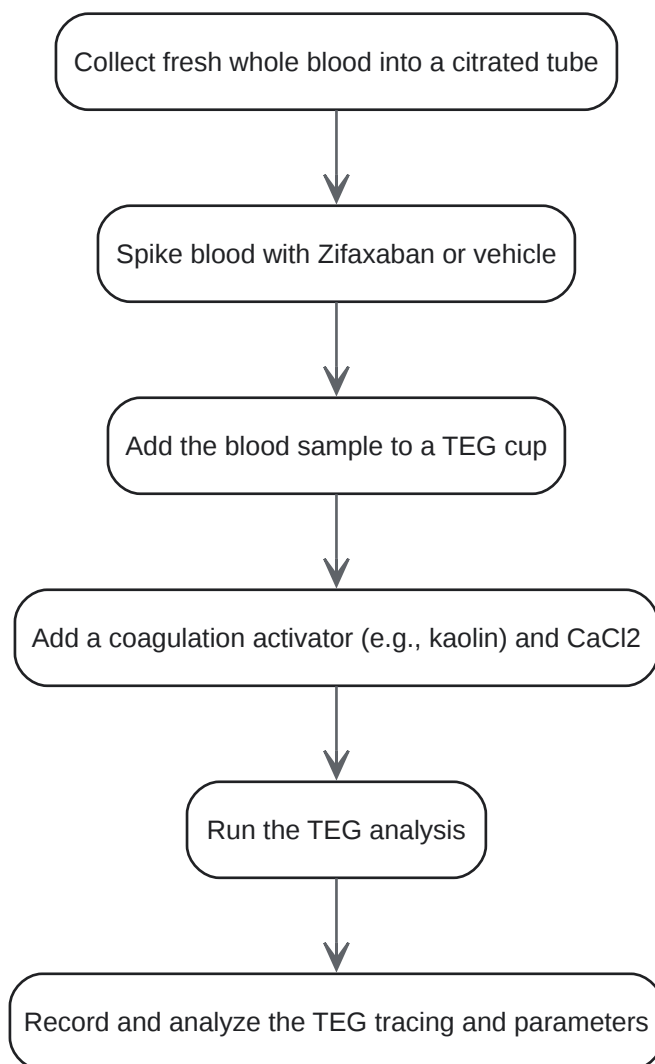 Collect fresh whole blood into a citrated tube
Spike blood with Zifaxaban or vehicle
Add the blood sample to a TEG cup
Add a coagulation activator (e.g., kaolin) and CaCl2
Run the TEG analysis
Record and analyze the TEG tracing and parameters